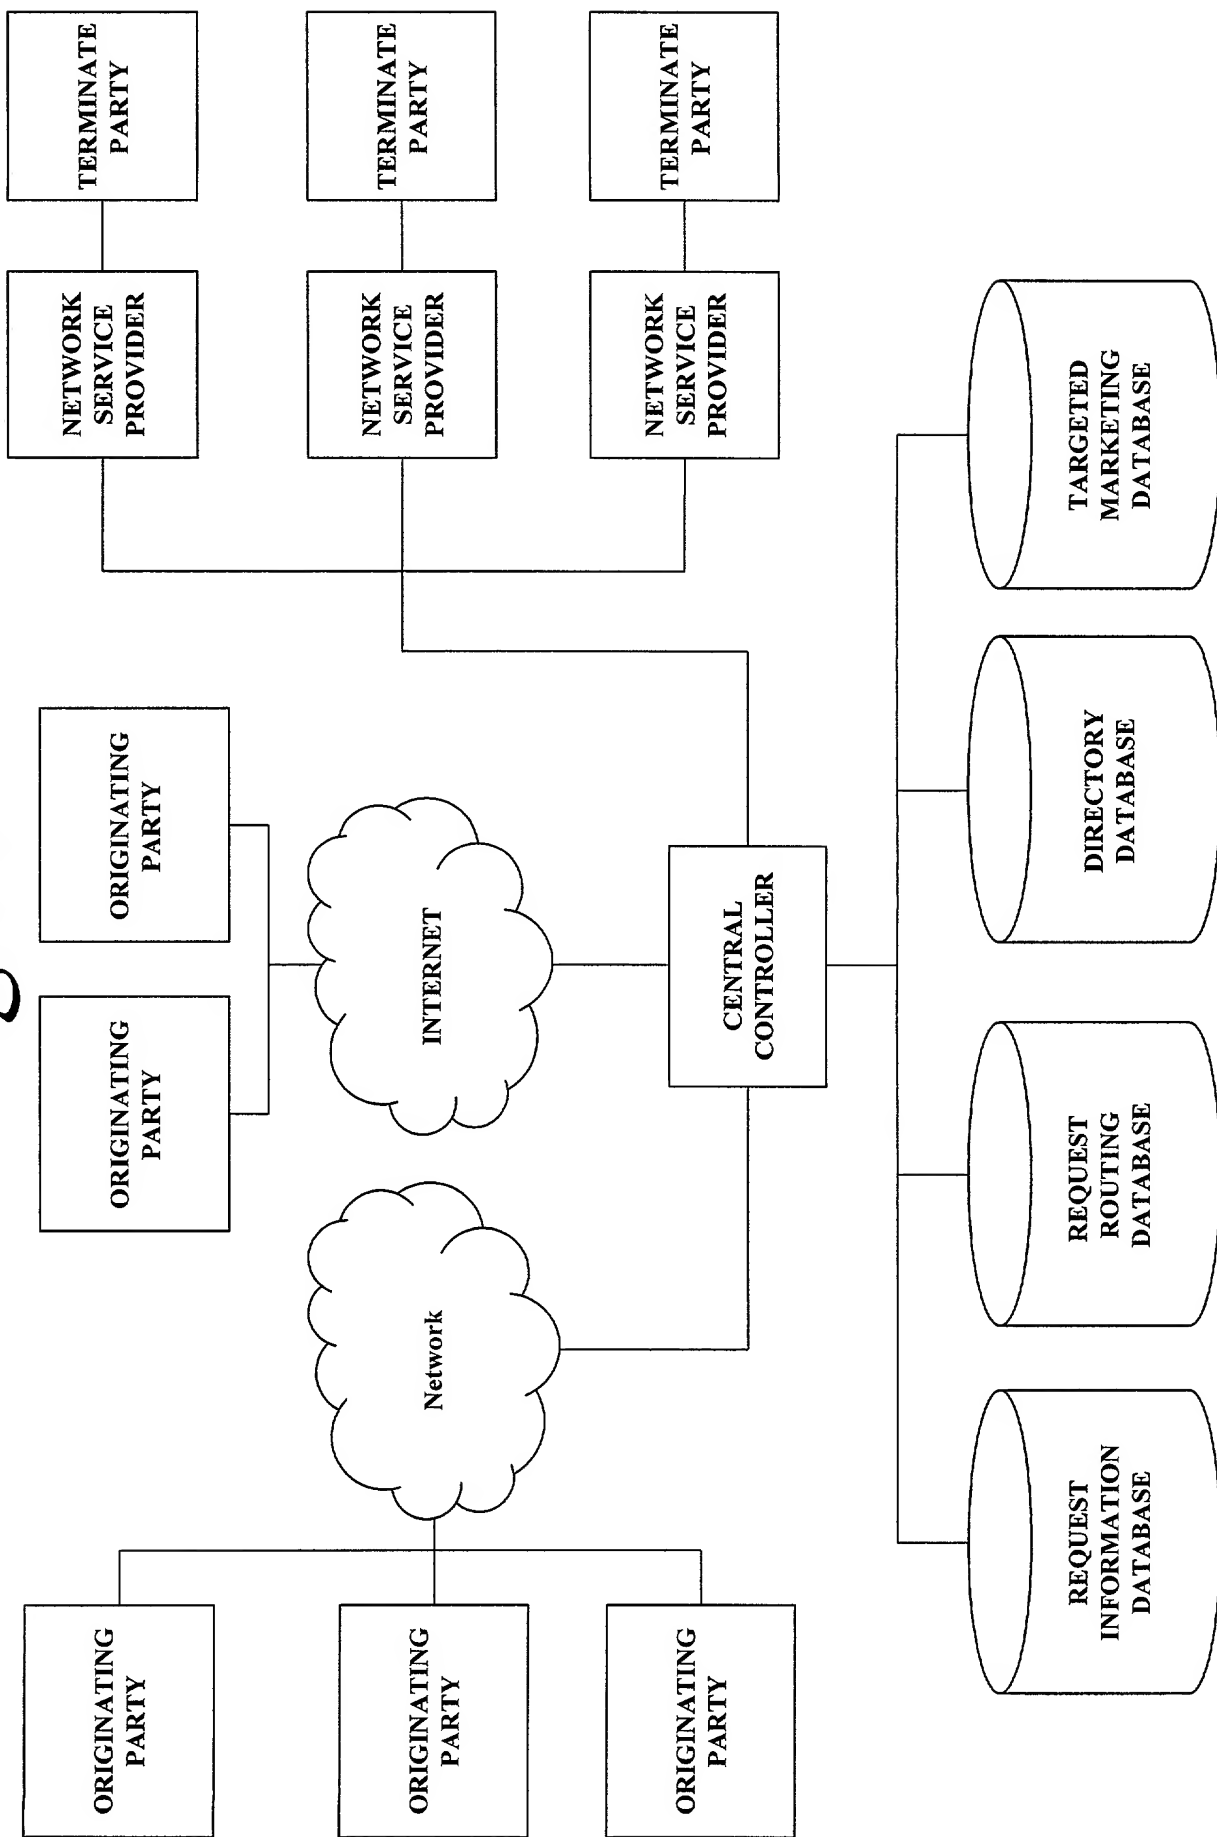 ORIGINATING
PARTY
ORIGINATING
PARTY
ORIGINATING
PARTY
NETWORK
SERVICE
PROVIDER
TERMINATE
PARTY
ORIGINATING
PARTY
Network
INTERNET
NETWORK
SERVICE
PROVIDER
TERMINATE
PARTY
ORIGINATING
PARTY
CENTRAL
CONTROLLER
NETWORK
SERVICE
PROVIDER
TERMINATE
PARTY
REQUEST
INFORMATION
DATABASE
REQUEST
ROUTING
DATABASE
DIRECTORY
DATABASE
TARGETED
MARKETING
DATABASE